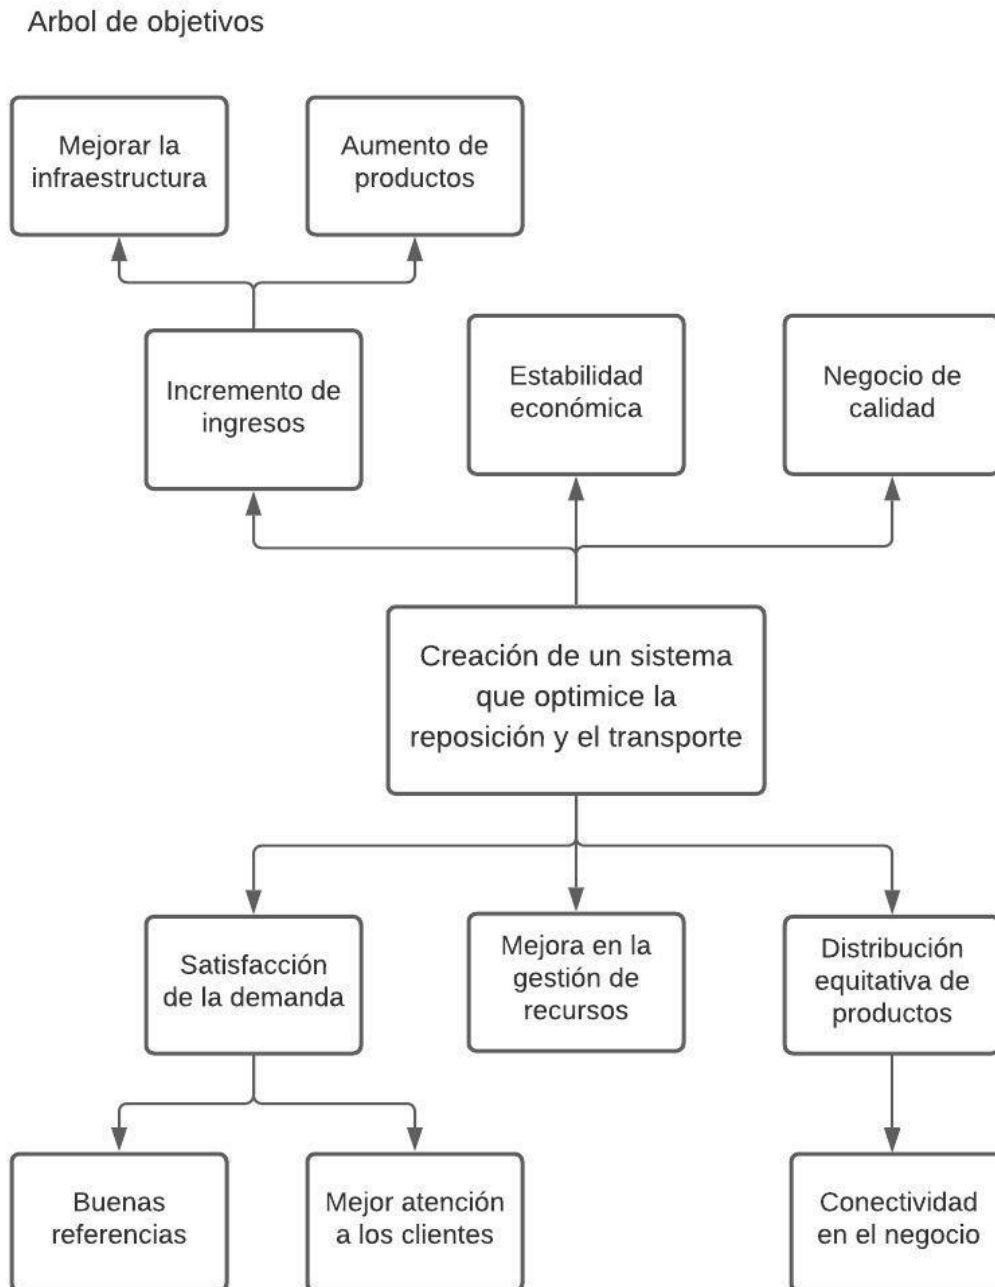 Arbol de objetivos
Mejorar la
infraestructura
Aumento de
productos
Incremento de
ingresos
Estabilidad
económica
Negocio de
calidad
Creación de un sistema
que optimice la
reposición y el transporte
Satisfacción
de la demanda
Mejora en la
gestión de
recursos
Distribución
equitativa de
productos
Buenas
referencias
Mejor atención
a los clientes
Conectividad
en el negocio